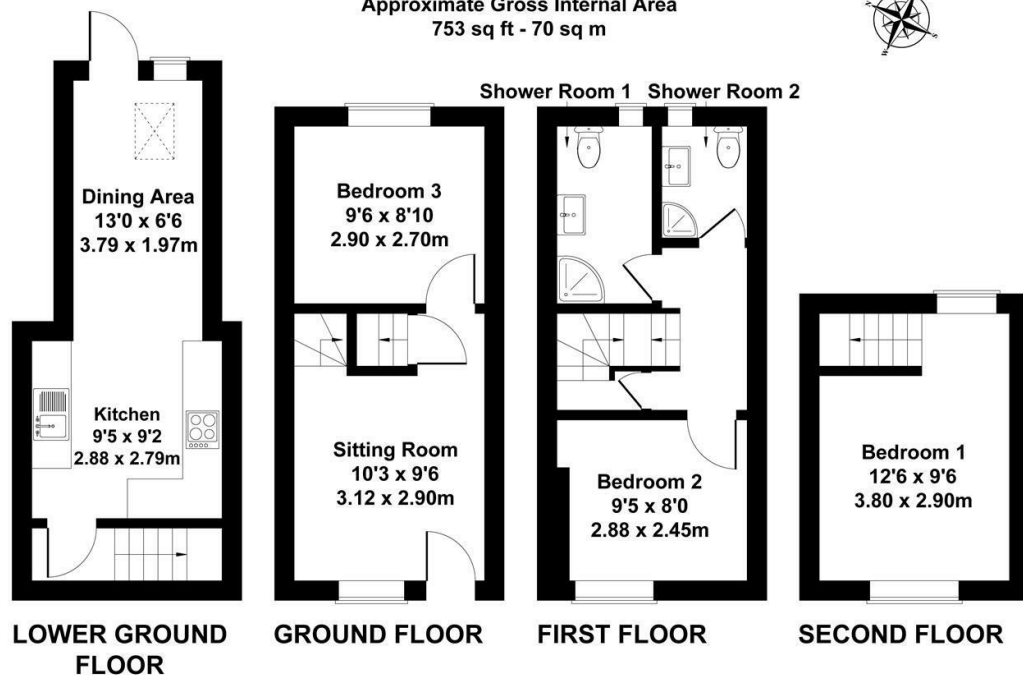 Approximate Gross Internal Area
753 sq ft - 70 sq m
Shower Room 1
Shower Room 2
Dining Area
13'0 x 6'6
3.79 x 1.97m
Kitchen
9'5 x 9'2
2.88 x 2.79m
LOWER GROUND
FLOOR
Bedroom 3
9'6 x 8'10
2.90 x 2.70m
Sitting Room
10'3 x 9'6
3.12 x 2.90m
GROUND FLOOR
Bedroom 2
9'5 x 8'0
2.88 x 2.45m
FIRST FLOOR
Bedroom 1
12'6 x 9'6
3.80 x 2.90m
SECOND FLOOR